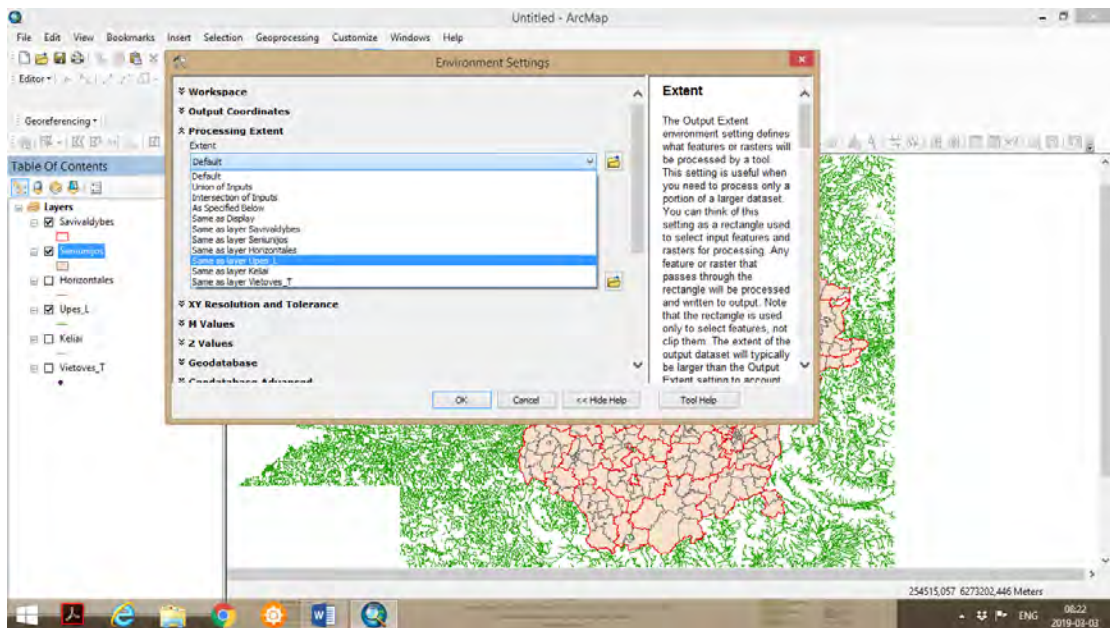 Untitled - ArcMap
File Edit View Bookmarks Insert Selection Geoprocessing Customize Windows Help
Editor
Georeferencing
Table Of Contents
Layers
Savivaldybes
Seniunijos
Horizontales
Upes_L
Keliai
Vietoves_T
Environment Settings
Workspace
Output Coordinates
Processing Extent
Extent
Default
Default
Union of Inputs
Intersection of Inputs
As Specified Below
Same as Display
Same as layer Savivaldybes
Same as layer Seniunijos
Same as layer Horizontales
Same as layer Upes_L
Same as layer Keliai
Same as layer Vietoves_T
XY Resolution and Tolerance
M Values
Z Values
Geodatabase
Geodatabase Advanced
OK Cancel << Hide Help Tool Help
Extent
The Output Extent
environment setting defines
what features or rasters will
be processed by a tool
This setting is useful when
you need to process only a
portion of a larger dataset.
You can think of this
setting as a rectangle used
to select input features and
rasters for processing. Any
feature or raster that
passes through the
rectangle will be processed
and written to output. Note
that the rectangle is used
only to select features, not
clip them. The extent of the
output dataset will typically
be larger than the Output
Extent setting to account
254515,057 6273202,446 Meters
ENG
08:22
2019-03-03